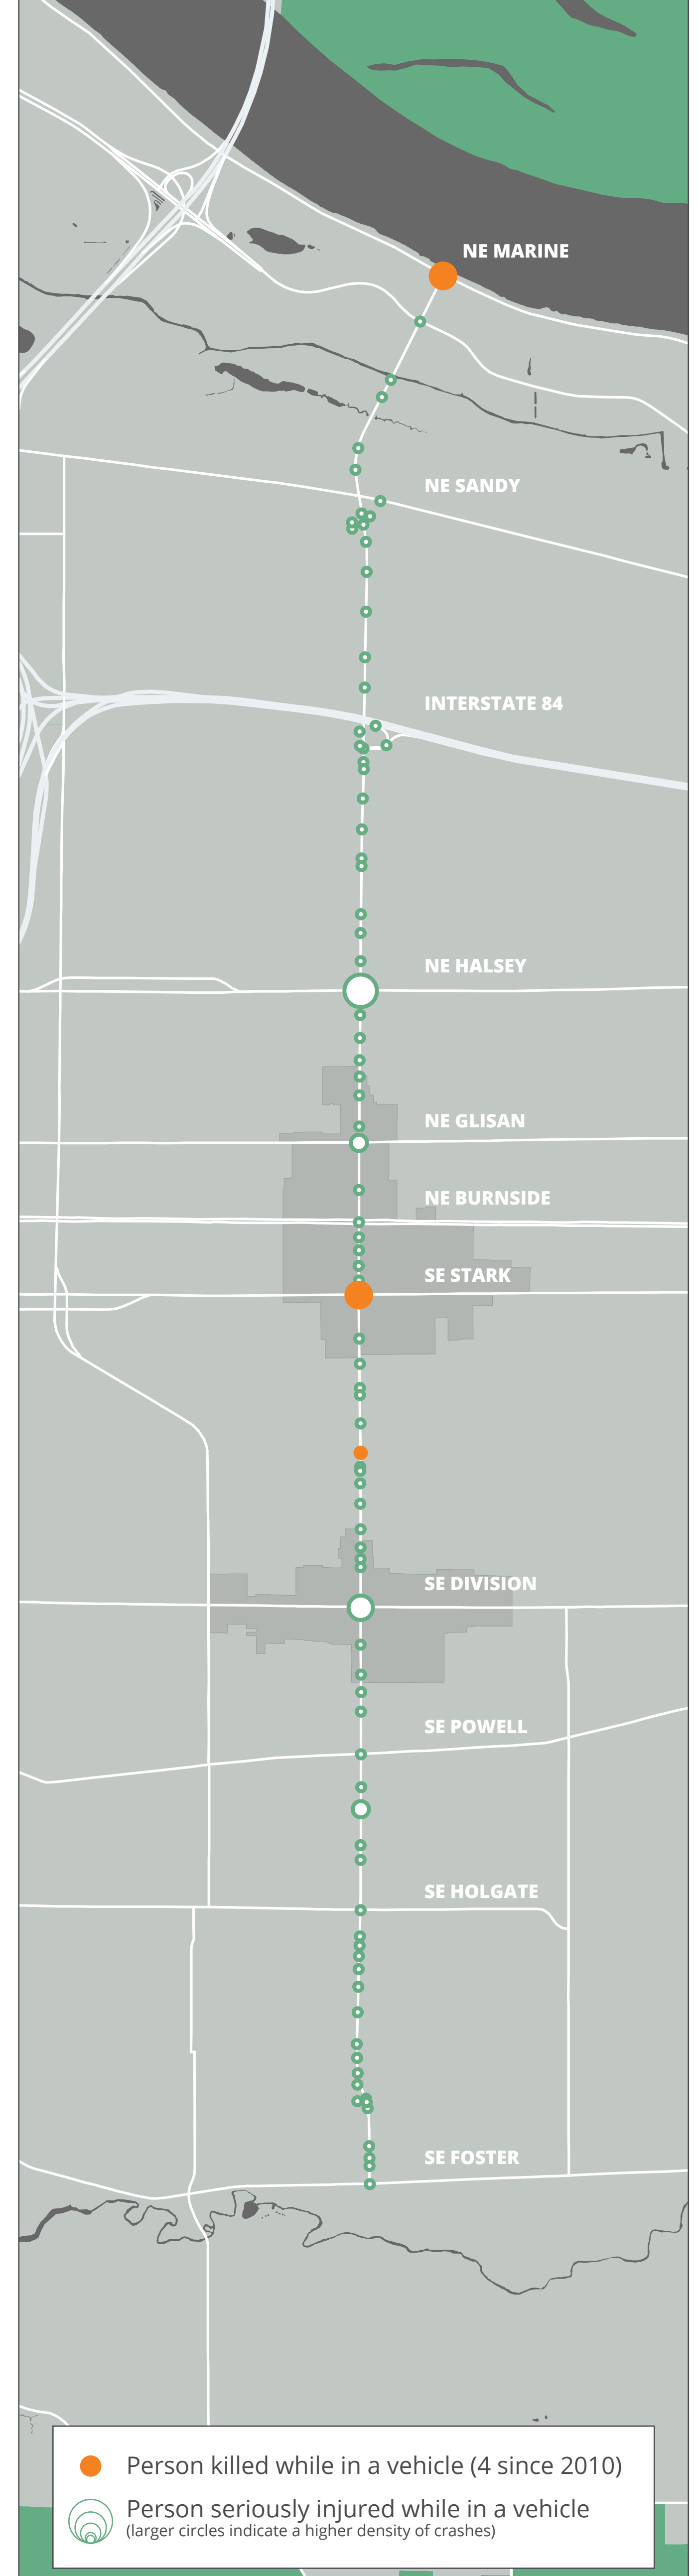 NE MARINE
NE SANDY
INTERSTATE 84
NE HALSEY
NE GLISAN
NE BURNSIDE
SE STARK
SE DIVISION
SE POWELL
SE HOLGATE
SE FOSTER
Person killed while in a vehicle (4 since 2010)
Person seriously injured while in a vehicle
(larger circles indicate a higher density of crashes)